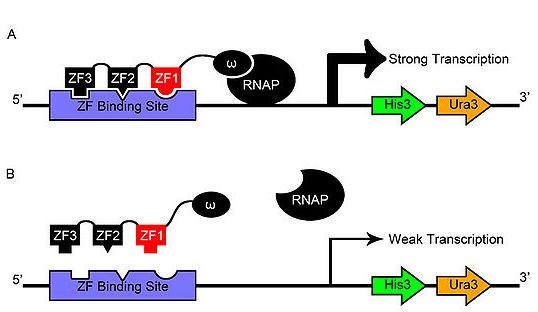 A
ZF3 ZF2 ZF1 ω RNAP
Strong Transcription
5' ZF Binding Site His3 Ura3 3'
B
ω RNAP
ZF3 ZF2 ZF1
Weak Transcription
5' ZF Binding Site His3 Ura3 3'